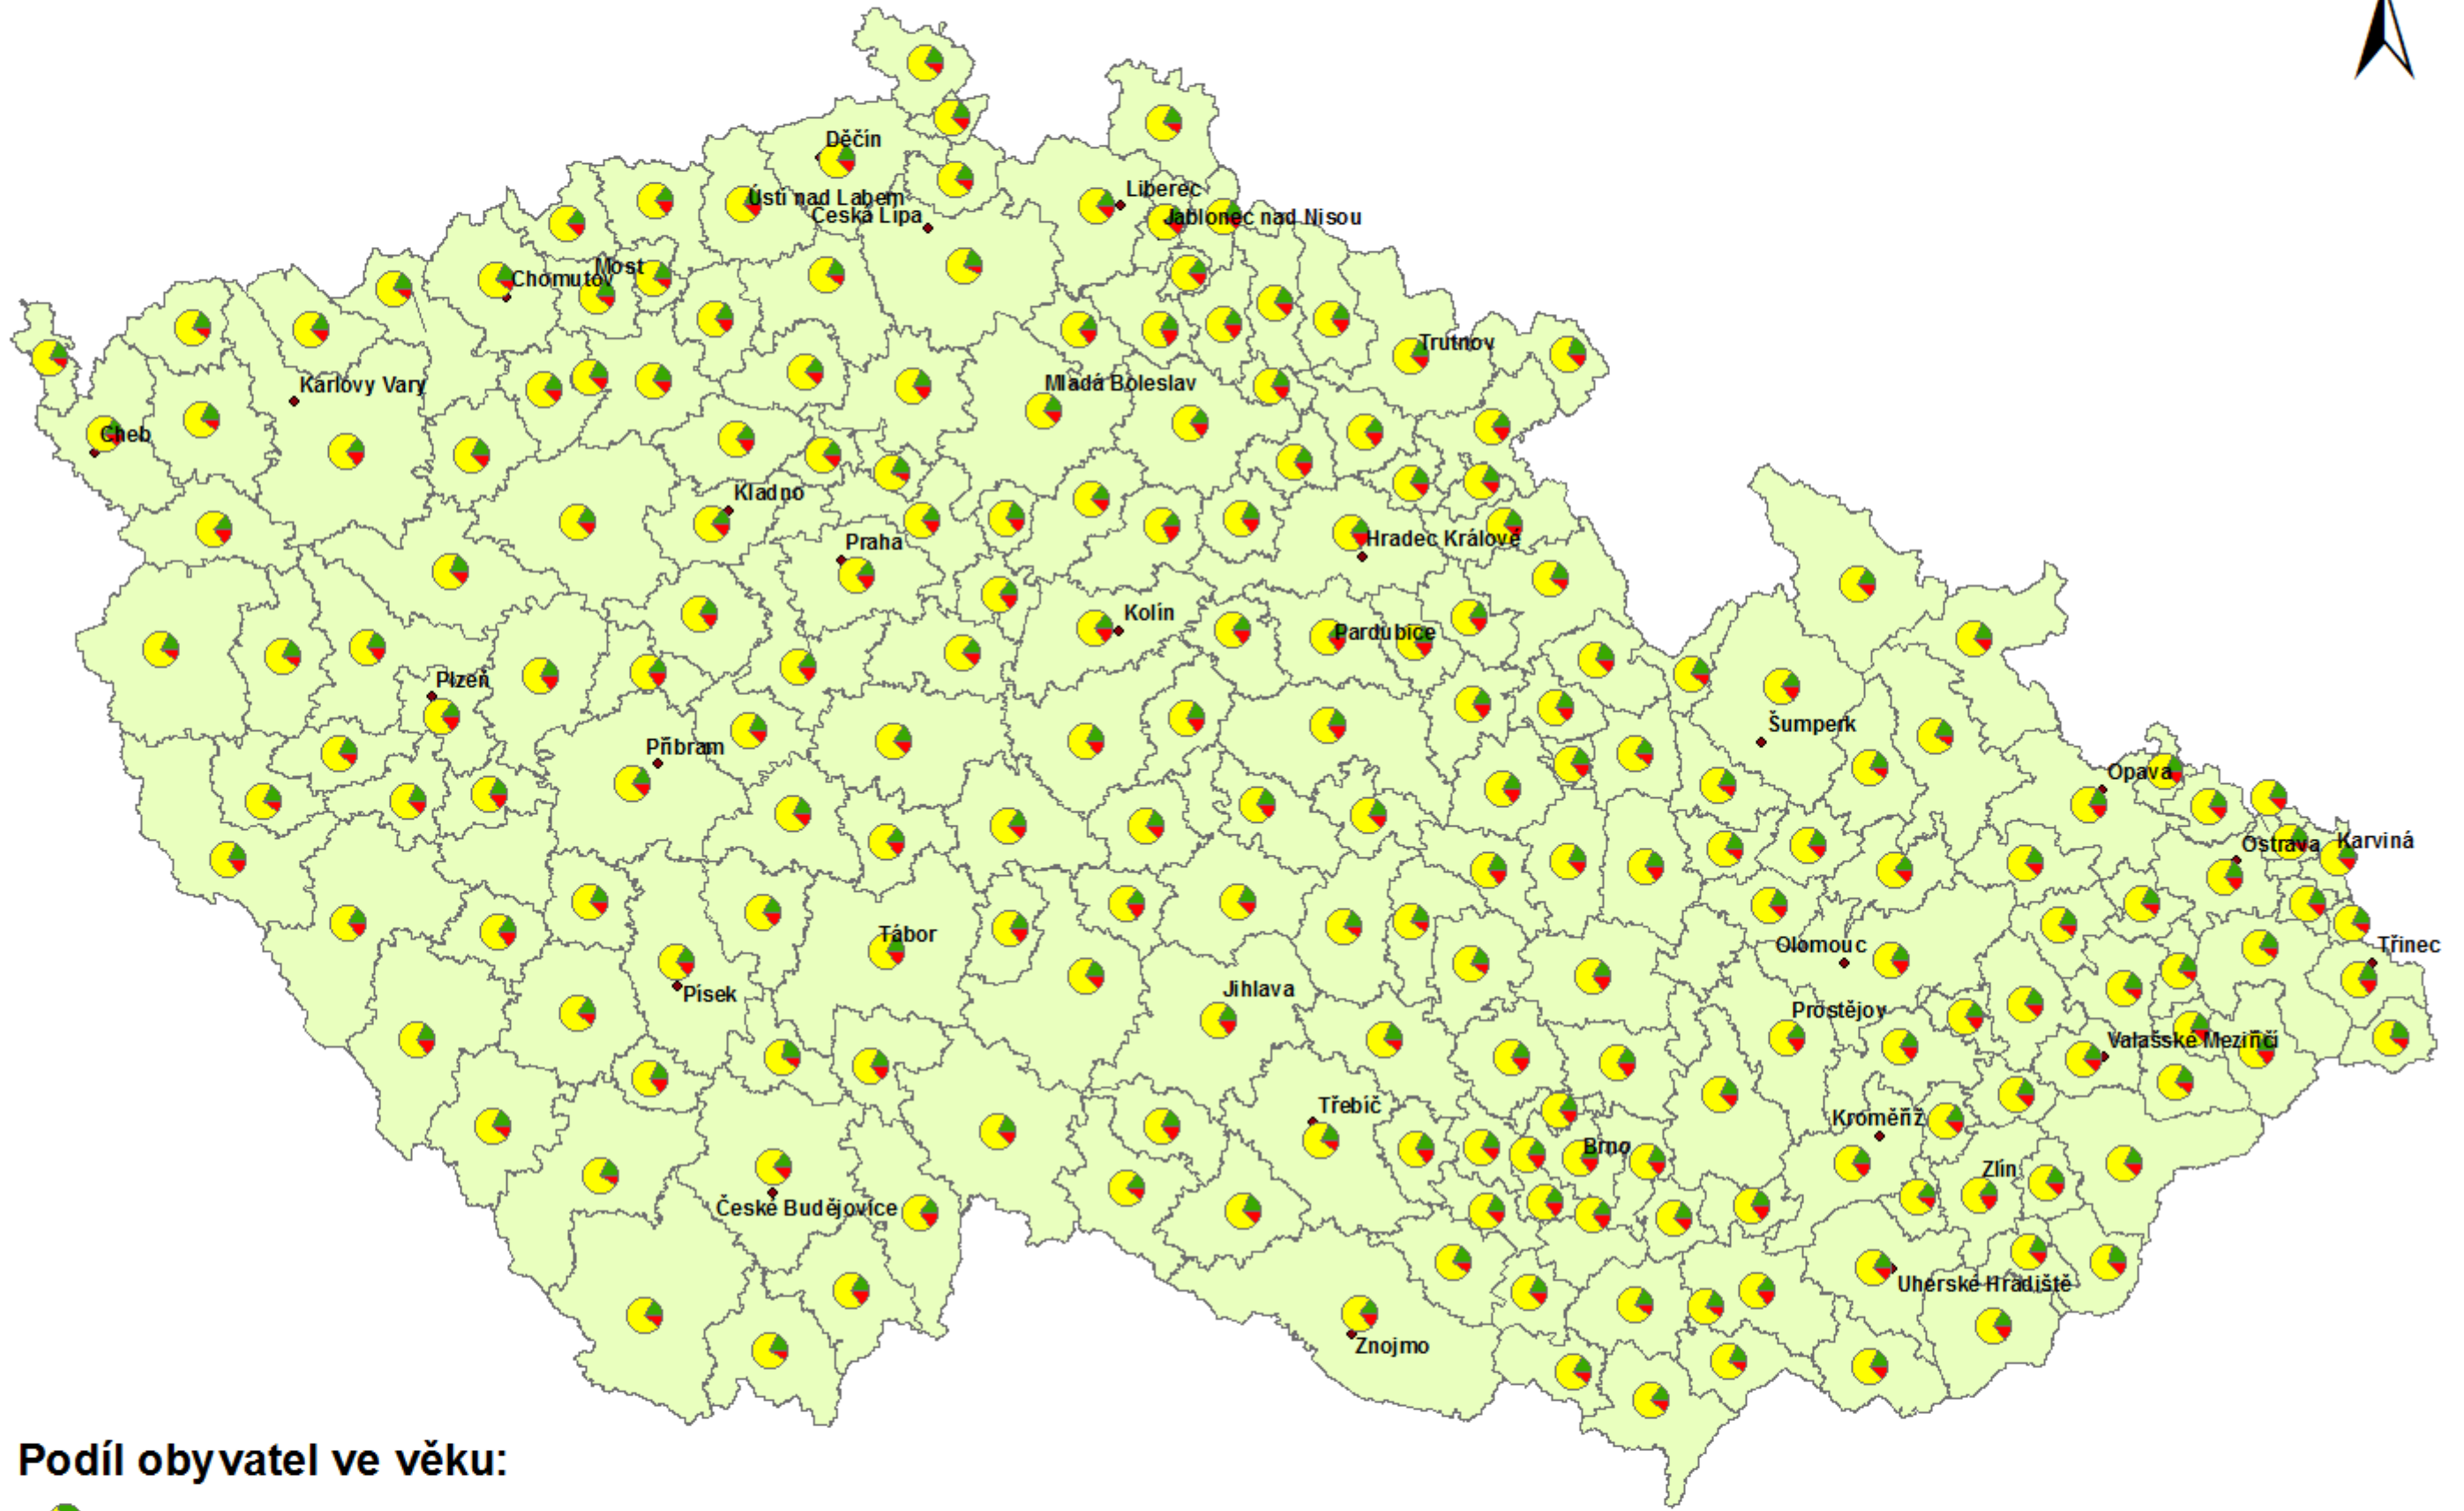 Děčín
Liberec
Ústí nad Labem
Česká Lípa
Jablonec nad Nisou
Most
Chomutov
Trutnov
Karlovy Vary
Mladá Boleslav
Cheb
Kladno
Hradec Králové
Praha
Kolín
Pardubice
Plzeň
Šumperk
Příbram
Opava
Ostrava
Karviná
Tábor
Olomouc
Třinec
Písek
Jihlava
Prostějov
Valašské Meziříčí
Třebíč
Kroměříž
Brno
Zlín
České Budějovice
Uherské Hradiště
Znojmo
Podíl obyvatel ve věku: